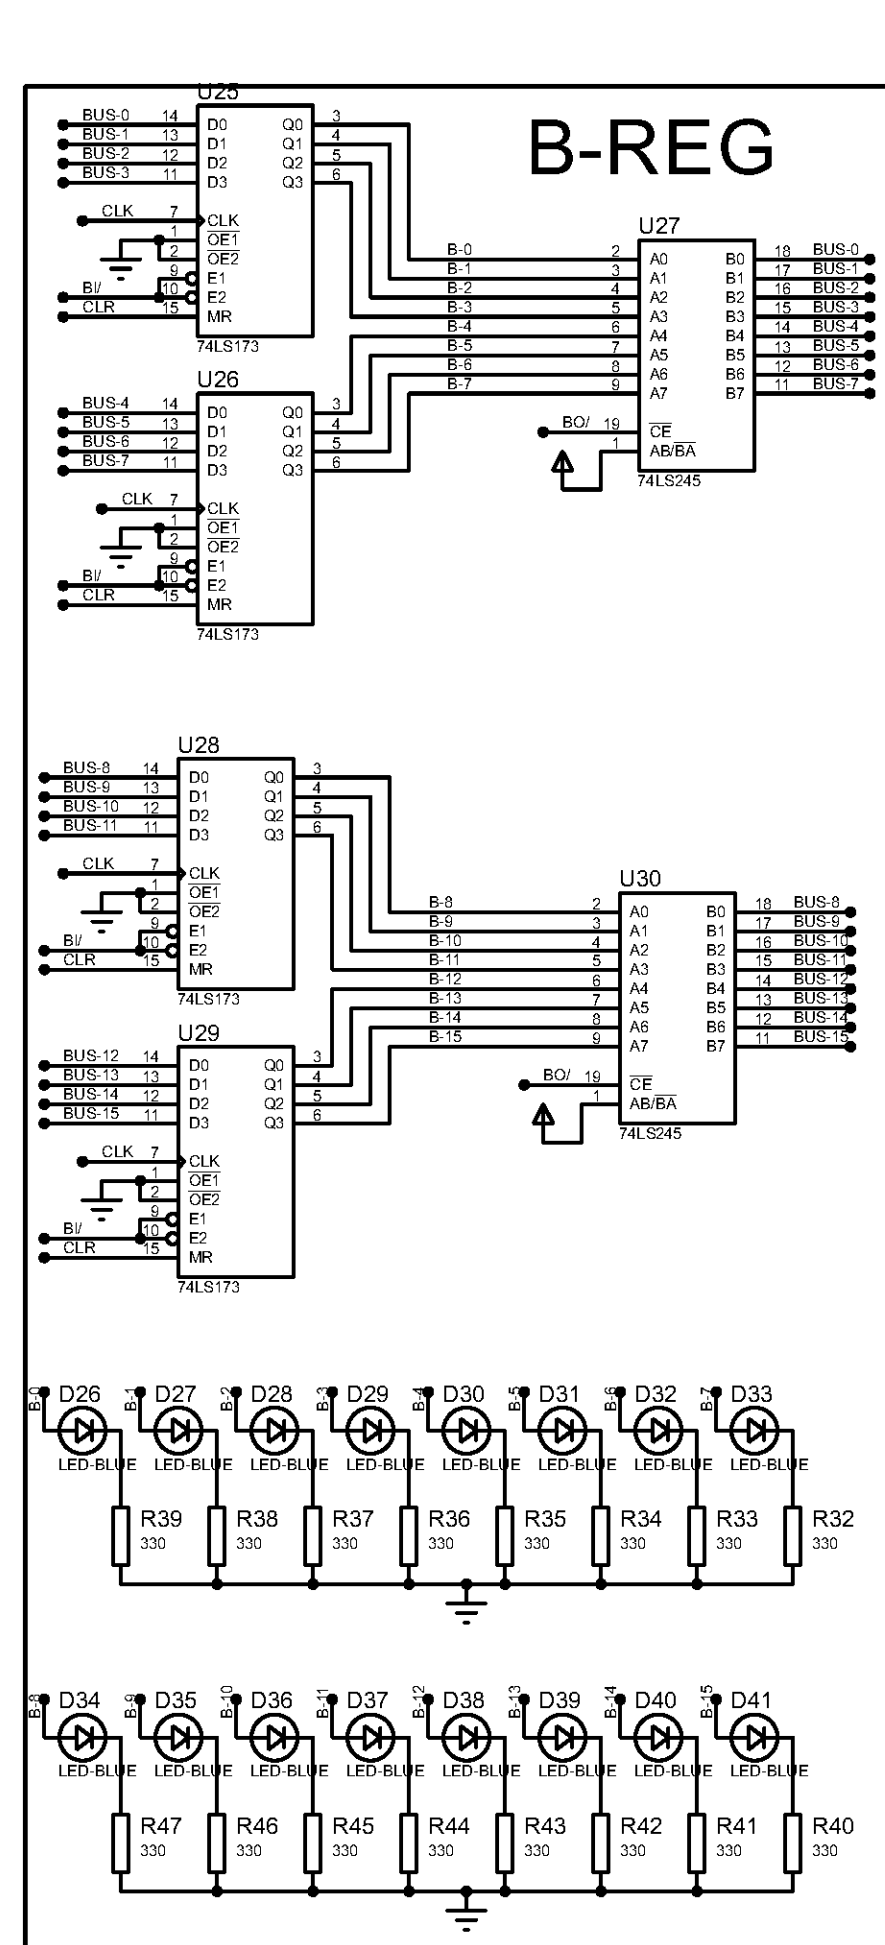 B-REG
U25
BUS-0 14 D0 Q0 3
BUS-1 13 D1 Q1 4
BUS-2 12 D2 Q2 5
BUS-3 11 D3 Q3 6
CLK 7 CLK
1 OE1
2 OE2
9 E1
BI/ 10 E2
CLR 15 MR
74LS173
U26
BUS-4 14 D0 Q0 3
BUS-5 13 D1 Q1 4
BUS-6 12 D2 Q2 5
BUS-7 11 D3 Q3 6
CLK 7 CLK
1 OE1
2 OE2
9 E1
BI/ 10 E2
CLR 15 MR
74LS173
U27
B-0 2 A0 B0 18 BUS-0
B-1 3 A1 B1 17 BUS-1
B-2 4 A2 B2 16 BUS-2
B-3 5 A3 B3 15 BUS-3
B-4 6 A4 B4 14 BUS-4
B-5 7 A5 B5 13 BUS-5
B-6 8 A6 B6 12 BUS-6
B-7 9 A7 B7 11 BUS-7
BO/ 19 CE
1 AB/BA
74LS245
U28
BUS-8 14 D0 Q0 3
BUS-9 13 D1 Q1 4
BUS-10 12 D2 Q2 5
BUS-11 11 D3 Q3 6
CLK 7 CLK
1 OE1
2 OE2
9 E1
BI/ 10 E2
CLR 15 MR
74LS173
U29
BUS-12 14 D0 Q0 3
BUS-13 13 D1 Q1 4
BUS-14 12 D2 Q2 5
BUS-15 11 D3 Q3 6
CLK 7 CLK
1 OE1
2 OE2
9 E1
BI/ 10 E2
CLR 15 MR
74LS173
U30
B-8 2 A0 B0 18 BUS-8
B-9 3 A1 B1 17 BUS-9
B-10 4 A2 B2 16 BUS-10
B-11 5 A3 B3 15 BUS-11
B-12 6 A4 B4 14 BUS-12
B-13 7 A5 B5 13 BUS-13
B-14 8 A6 B6 12 BUS-14
B-15 9 A7 B7 11 BUS-15
BO/ 19 CE
1 AB/BA
74LS245
B-0 D26 B-1 D27 B-2 D28 B-3 D29 B-4 D30 B-5 D31 B-6 D32 B-7 D33
LED-BLUE LED-BLUE LED-BLUE LED-BLUE LED-BLUE LED-BLUE LED-BLUE LED-BLUE
R39 R38 R37 R36 R35 R34 R33 R32
330 330 330 330 330 330 330 330
B-8 D34 B-9 D35 B-10 D36 B-11 D37 B-12 D38 B-13 D39 B-14 D40 B-15 D41
LED-BLUE LED-BLUE LED-BLUE LED-BLUE LED-BLUE LED-BLUE LED-BLUE LED-BLUE
R47 R46 R45 R44 R43 R42 R41 R40
330 330 330 330 330 330 330 330